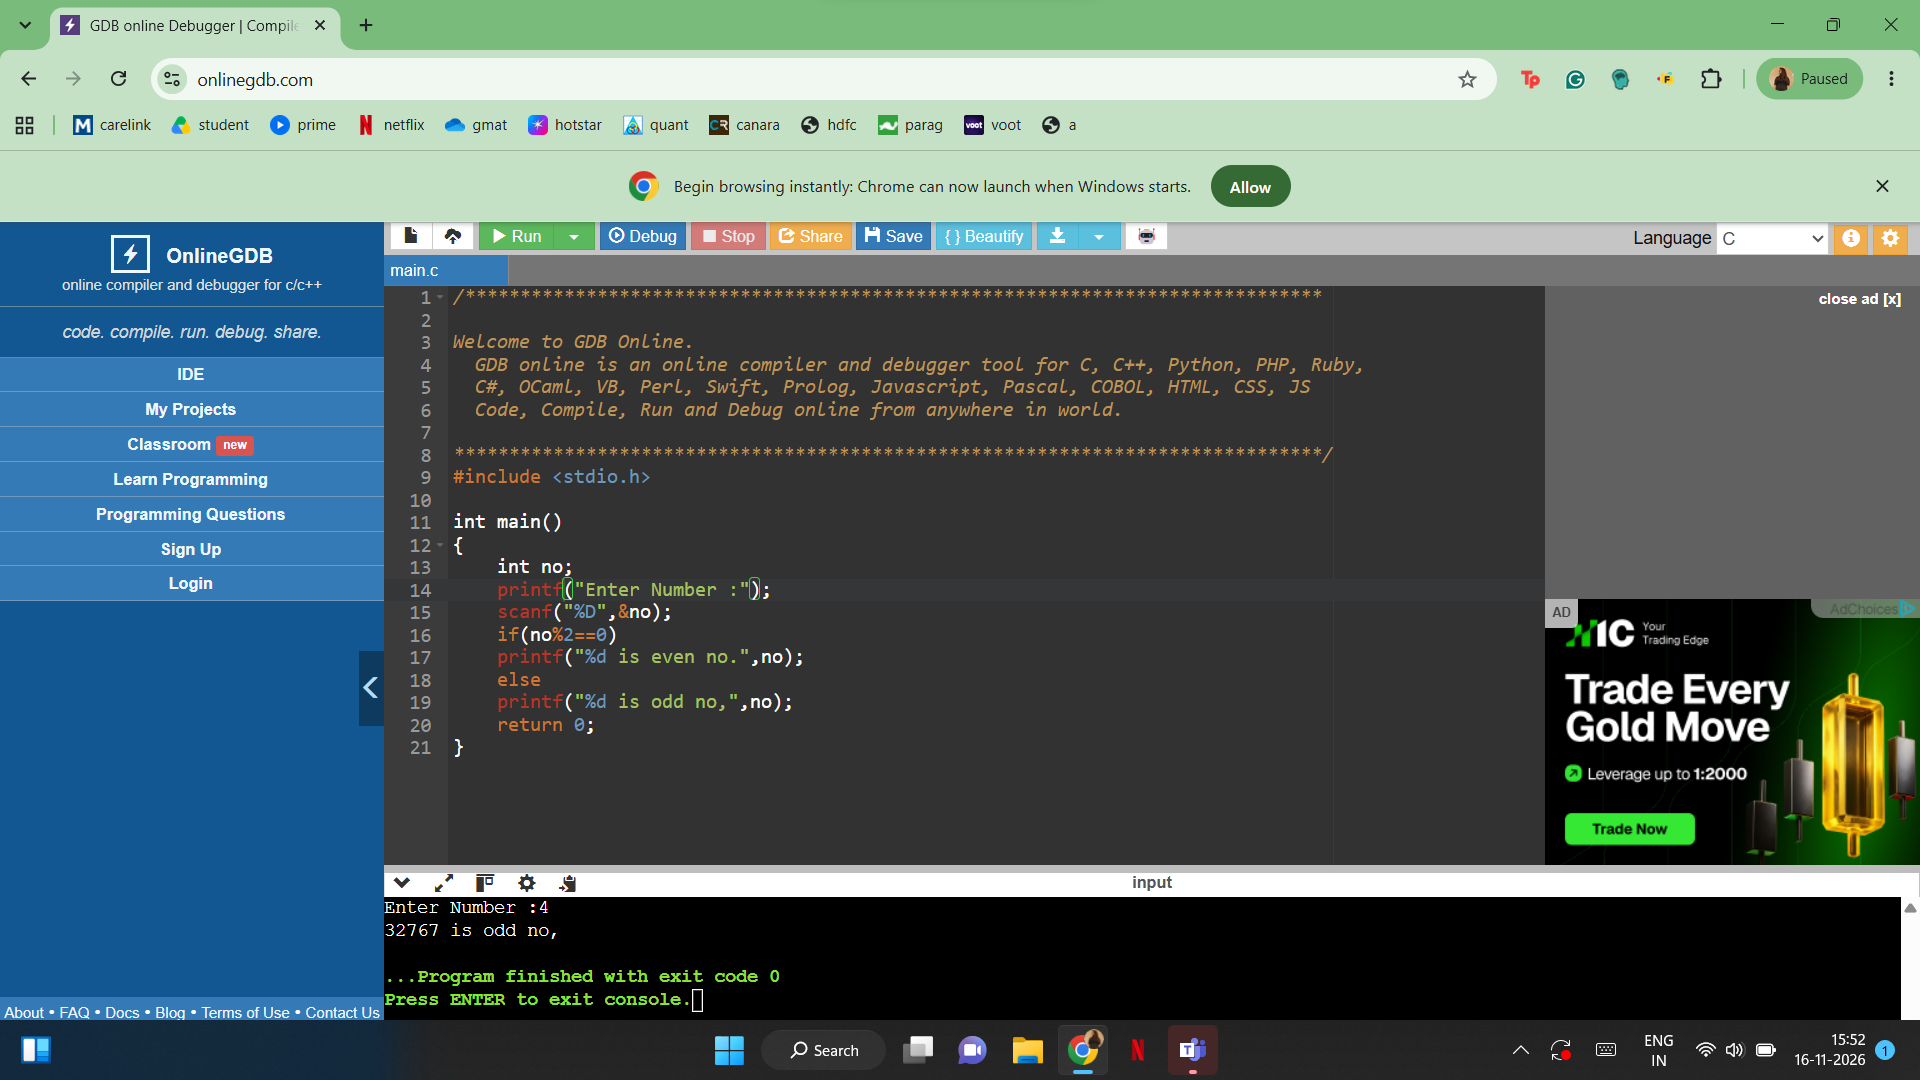 GDB online Debugger | Compile
onlinegdb.com
Tp
G
F
Paused
carelink
student
prime
netflix
gmat
hotstar
quant
canara
hdfc
parag
voot
a
Begin browsing instantly: Chrome can now launch when Windows starts.
Allow
OnlineGDB
online compiler and debugger for c/c++
code. compile. run. debug. share.
IDE
My Projects
Classroom new
Learn Programming
Programming Questions
Sign Up
Login
About • FAQ • Docs • Blog • Terms of Use • Contact Us
Run
Debug
Stop
Share
Save
{ } Beautify
Language C
main.c
1 /******************************************************************************
2
3 Welcome to GDB Online.
4   GDB online is an online compiler and debugger tool for C, C++, Python, PHP, Ruby,
5   C#, OCaml, VB, Perl, Swift, Prolog, Javascript, Pascal, COBOL, HTML, CSS, JS
6   Code, Compile, Run and Debug online from anywhere in world.
7
8 *******************************************************************************/
9 #include <stdio.h>
10
11 int main()
12 {
13     int no;
14     printf("Enter Number :");
15     scanf("%D",&no);
16     if(no%2==0)
17     printf("%d is even no.",no);
18     else
19     printf("%d is odd no,",no);
20     return 0;
21 }
close ad [x]
AD
AdChoices
HIC Your
Trading Edge
Trade Every
Gold Move
Leverage up to 1:2000
Trade Now
input
Enter Number :4
32767 is odd no,
...Program finished with exit code 0
Press ENTER to exit console.
Search
ENG
IN
15:52
16-11-2026
1